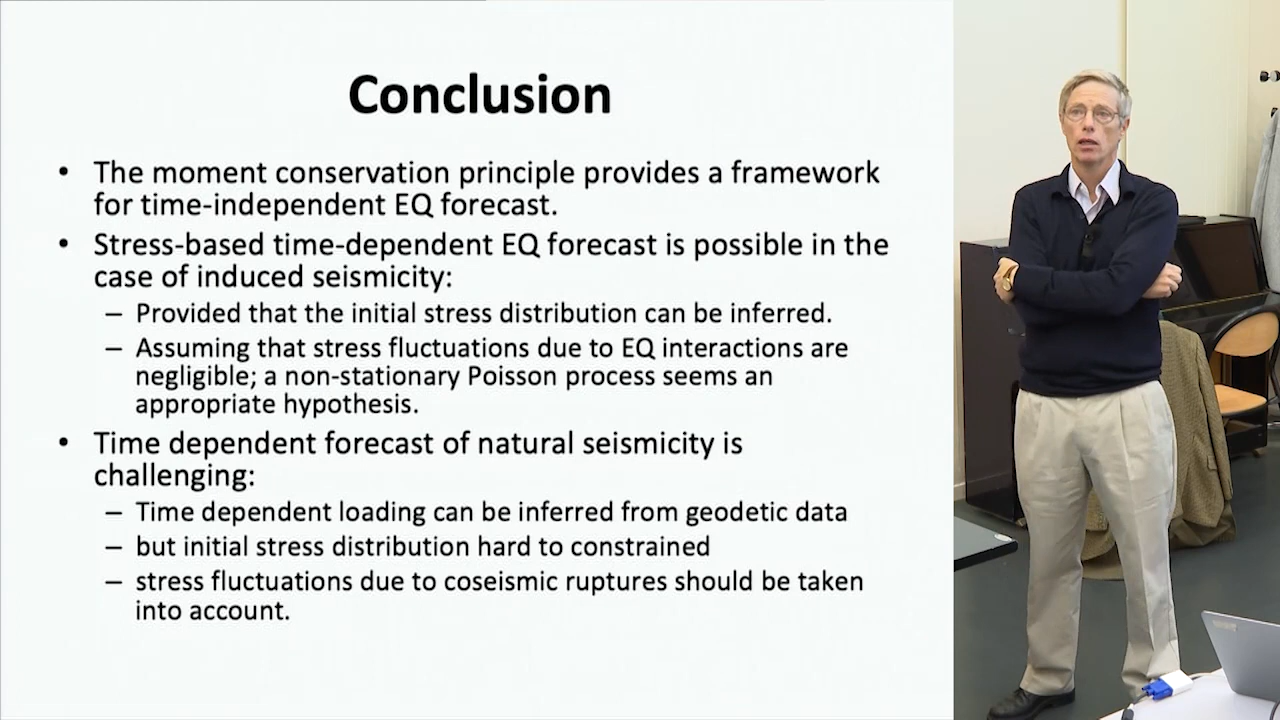 Conclusion
• The moment conservation principle provides a framework
for time-independent EQ forecast.
• Stress-based time-dependent EQ forecast is possible in the
case of induced seismicity:
– Provided that the initial stress distribution can be inferred.
– Assuming that stress fluctuations due to EQ interactions are
negligible; a non-stationary Poisson process seems an
appropriate hypothesis.
• Time dependent forecast of natural seismicity is
challenging:
– Time dependent loading can be inferred from geodetic data
– but initial stress distribution hard to constrained
– stress fluctuations due to coseismic ruptures should be taken
into account.